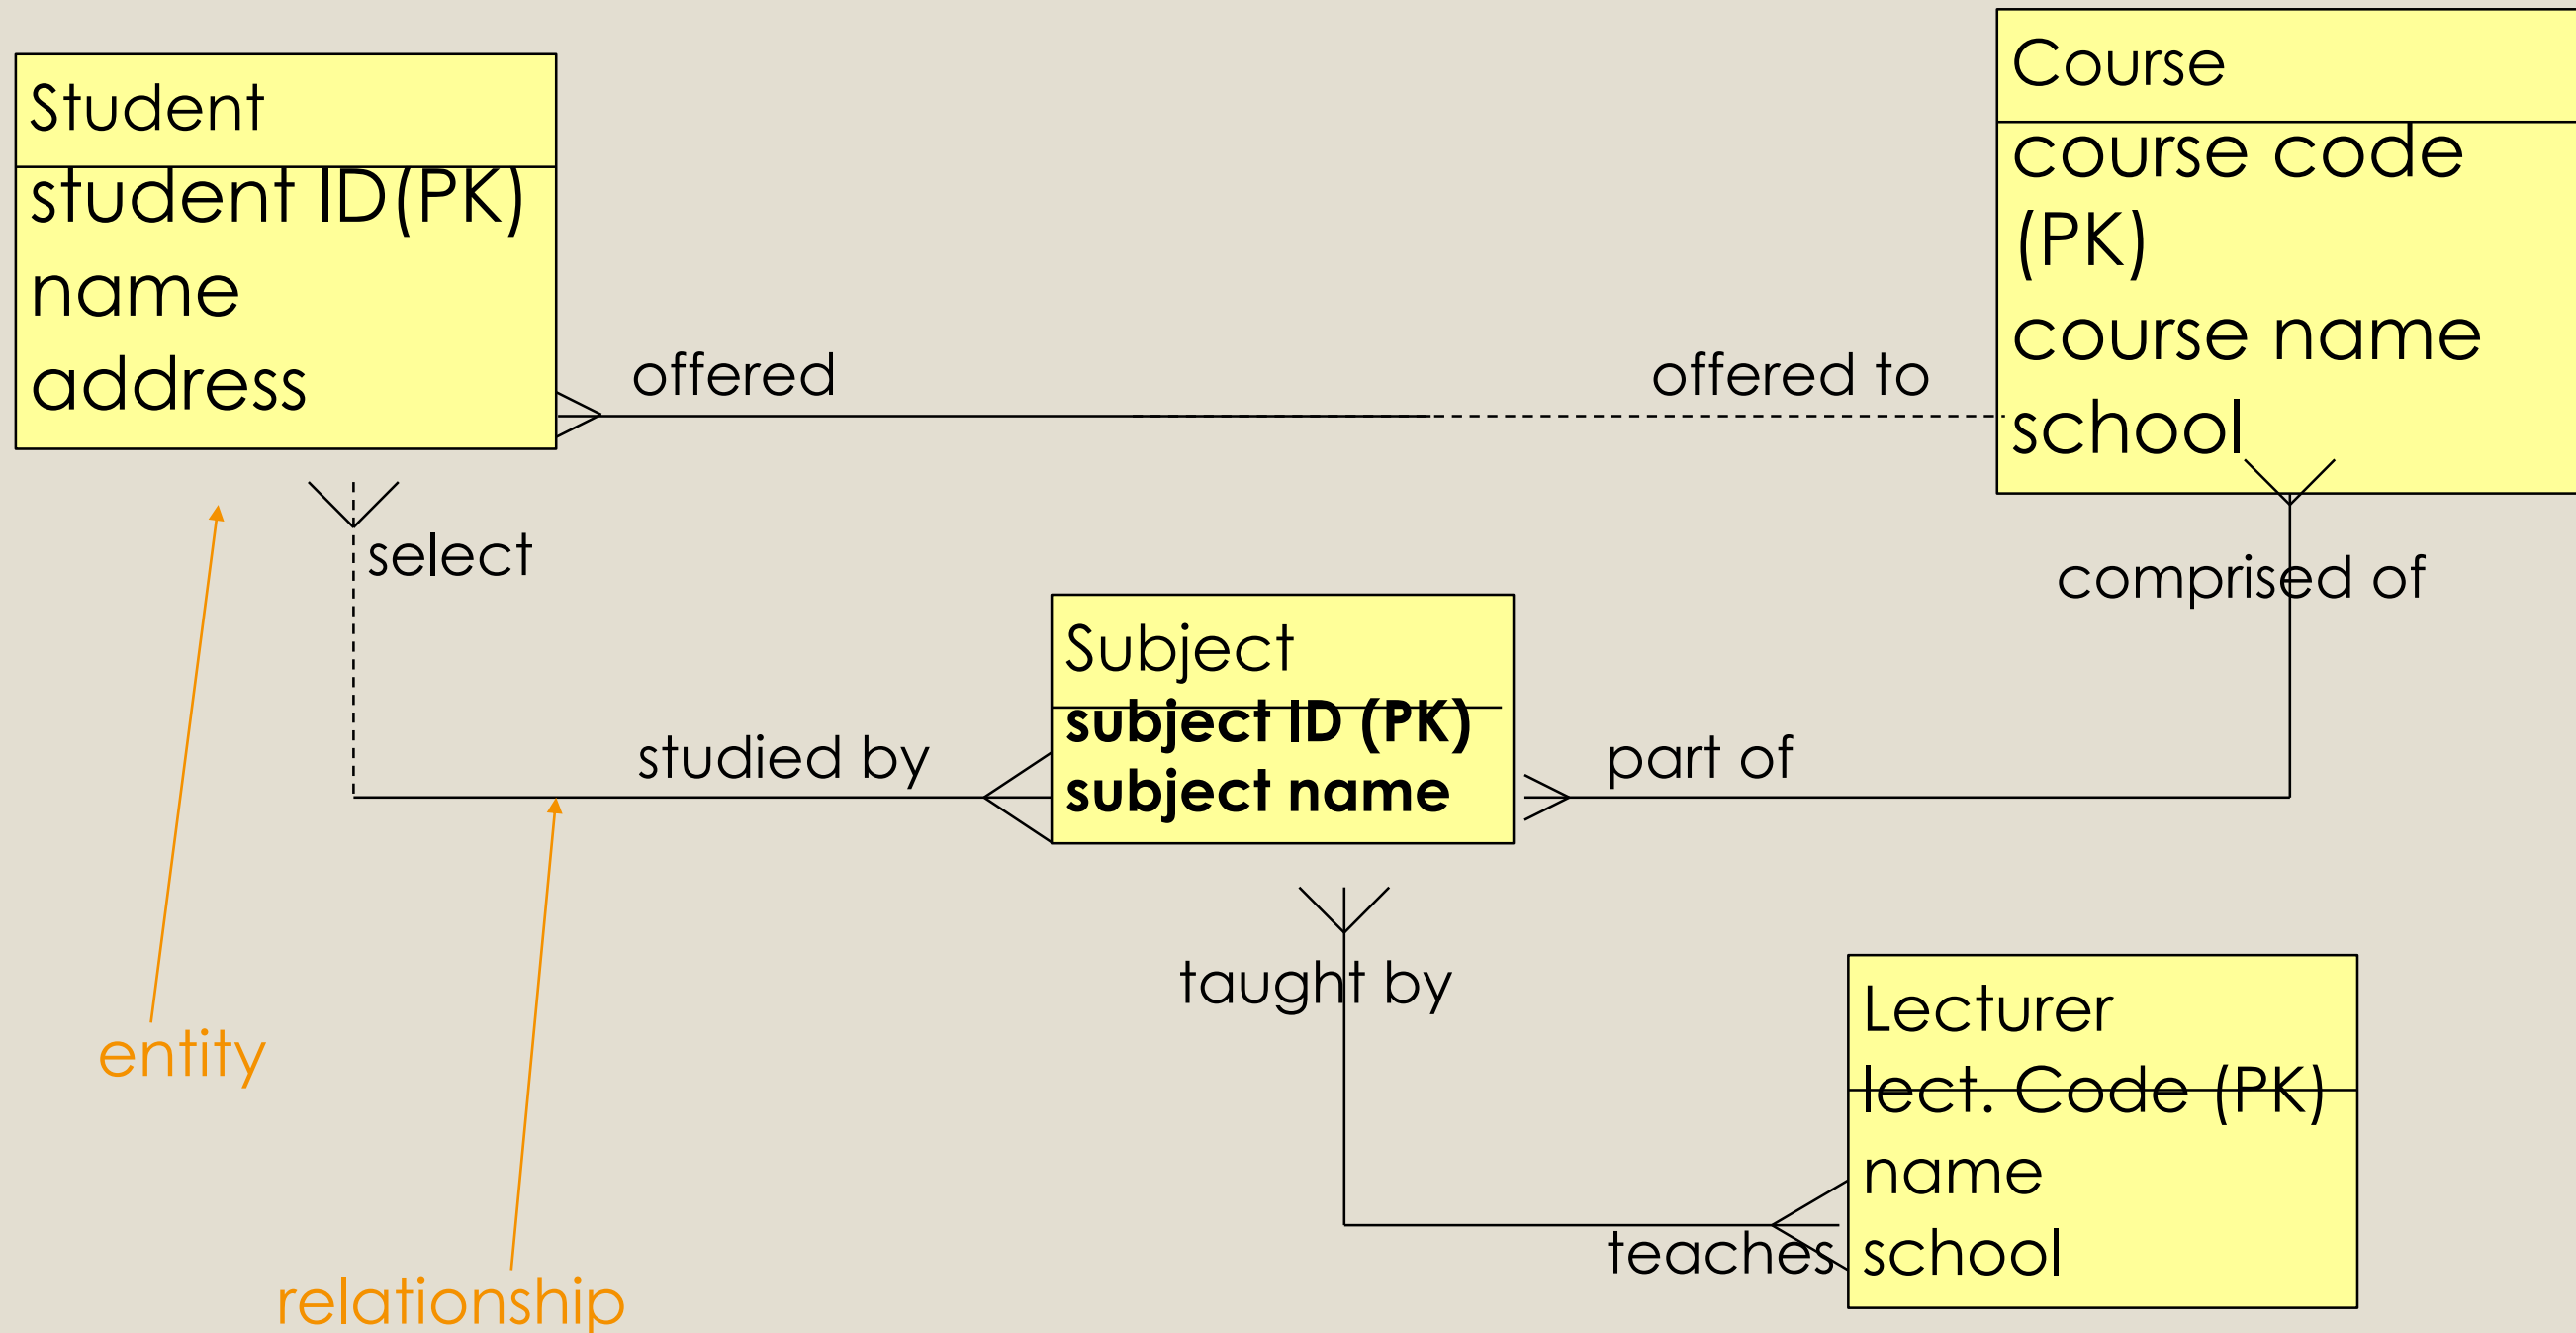 Student
student ID(PK)
name
address
offered
offered to
Course
course code
(PK)
course name
school
select
comprised of
Subject
subject ID (PK)
subject name
studied by
part of
taught by
teaches
Lecturer
lect. Code (PK)
name
school
entity
relationship